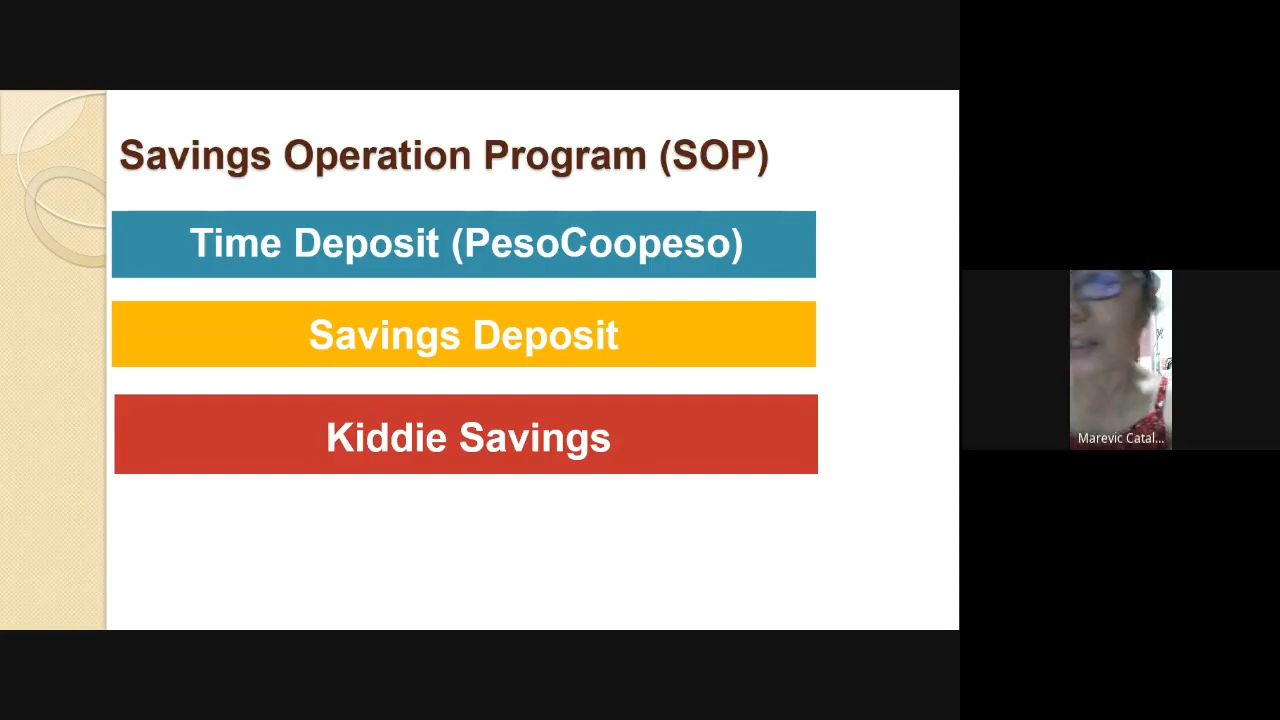 Savings Operation Program (SOP)
Time Deposit (PesoCoopeso)
Savings Deposit
Kiddie Savings
Marevic Catal...